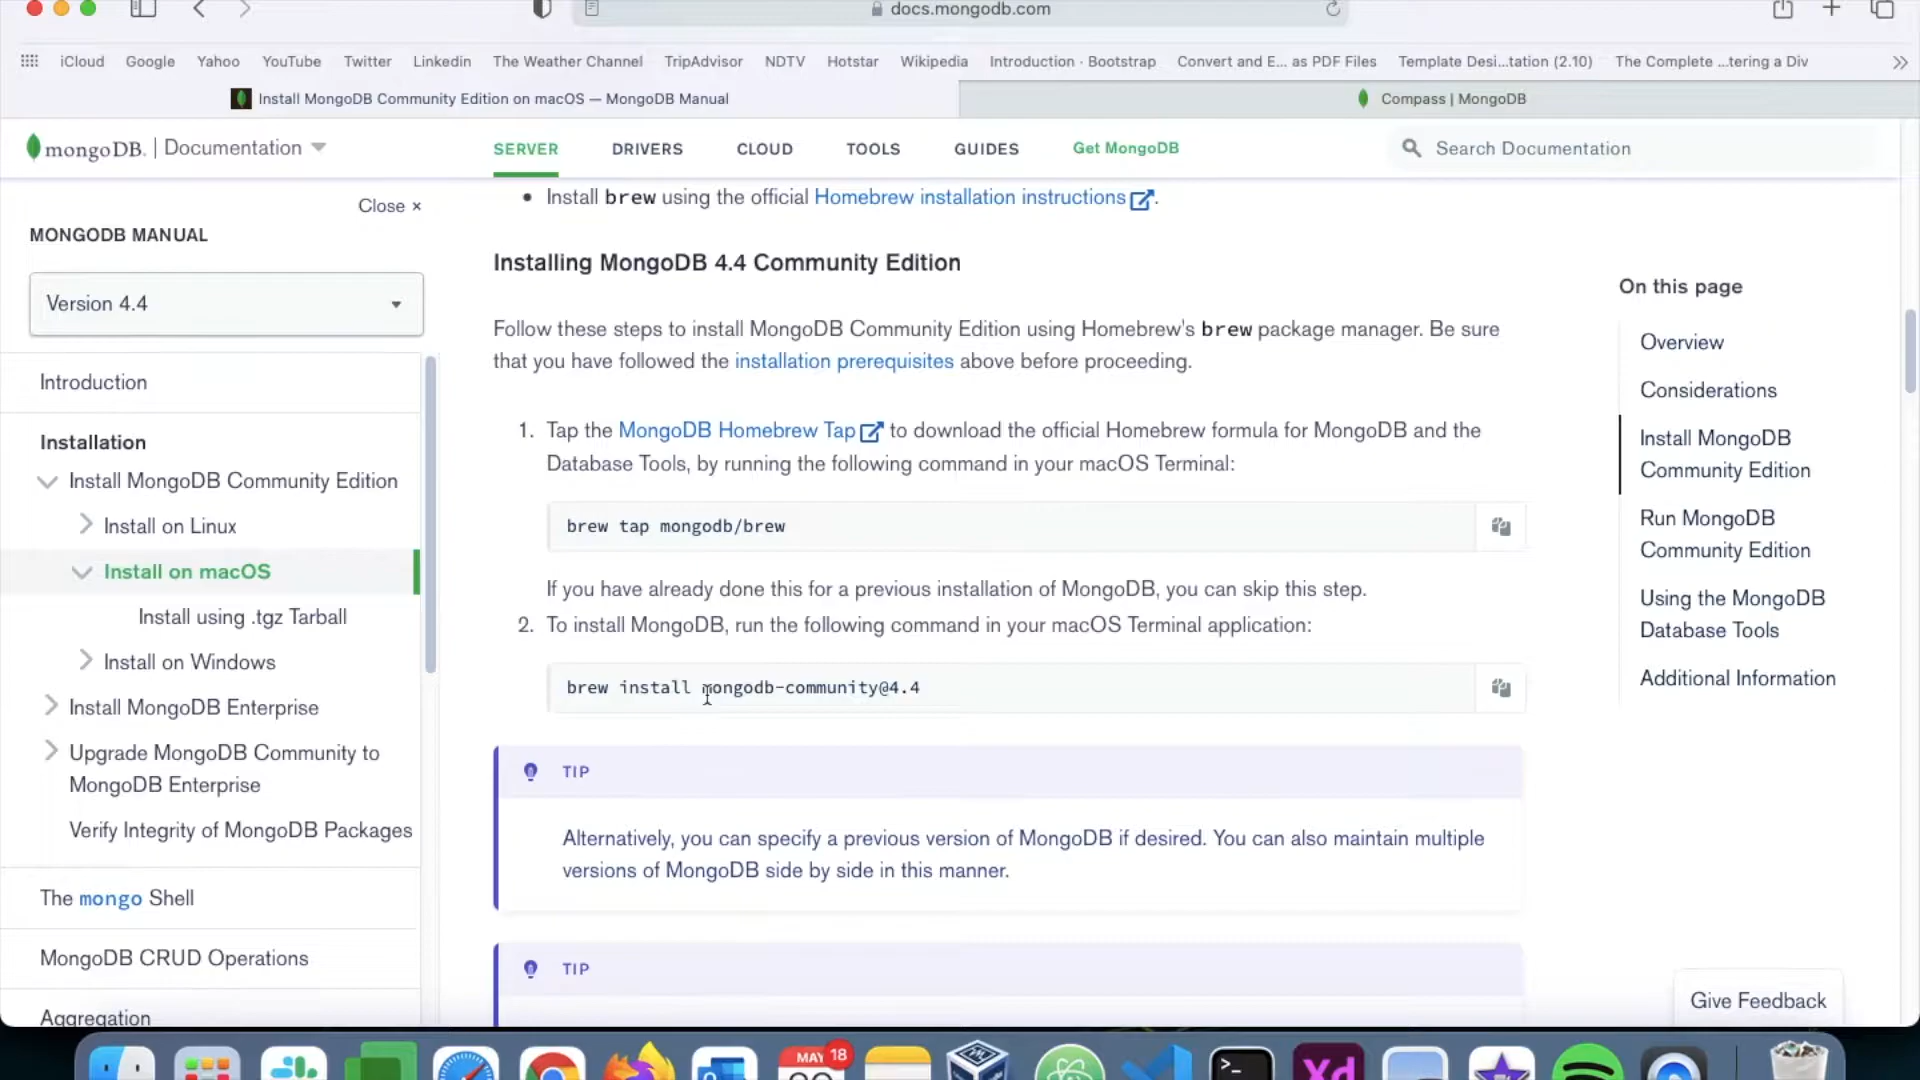 docs.mongodb.com
iCloud Google Yahoo YouTube Twitter Linkedin The Weather Channel TripAdvisor NDTV Hotstar Wikipedia Introduction · Bootstrap Convert and E... as PDF Files Template Desi...tation (2.10) The Complete ...tering a Div
Install MongoDB Community Edition on macOS — MongoDB Manual
Compass | MongoDB
mongoDB. | Documentation
SERVER DRIVERS CLOUD TOOLS GUIDES Get MongoDB
Search Documentation
Close ×
MONGODB MANUAL
Version 4.4
Introduction
Installation
Install MongoDB Community Edition
Install on Linux
Install on macOS
Install using .tgz Tarball
Install on Windows
Install MongoDB Enterprise
Upgrade MongoDB Community to
MongoDB Enterprise
Verify Integrity of MongoDB Packages
The mongo Shell
MongoDB CRUD Operations
Aggregation
• Install brew using the official Homebrew installation instructions.
Installing MongoDB 4.4 Community Edition
Follow these steps to install MongoDB Community Edition using Homebrew's brew package manager. Be sure
that you have followed the installation prerequisites above before proceeding.
1. Tap the MongoDB Homebrew Tap to download the official Homebrew formula for MongoDB and the
Database Tools, by running the following command in your macOS Terminal:
brew tap mongodb/brew
If you have already done this for a previous installation of MongoDB, you can skip this step.
2. To install MongoDB, run the following command in your macOS Terminal application:
brew install mongodb-community@4.4
TIP
Alternatively, you can specify a previous version of MongoDB if desired. You can also maintain multiple
versions of MongoDB side by side in this manner.
TIP
On this page
Overview
Considerations
Install MongoDB
Community Edition
Run MongoDB
Community Edition
Using the MongoDB
Database Tools
Additional Information
Give Feedback
MAY 18
>_
Xd